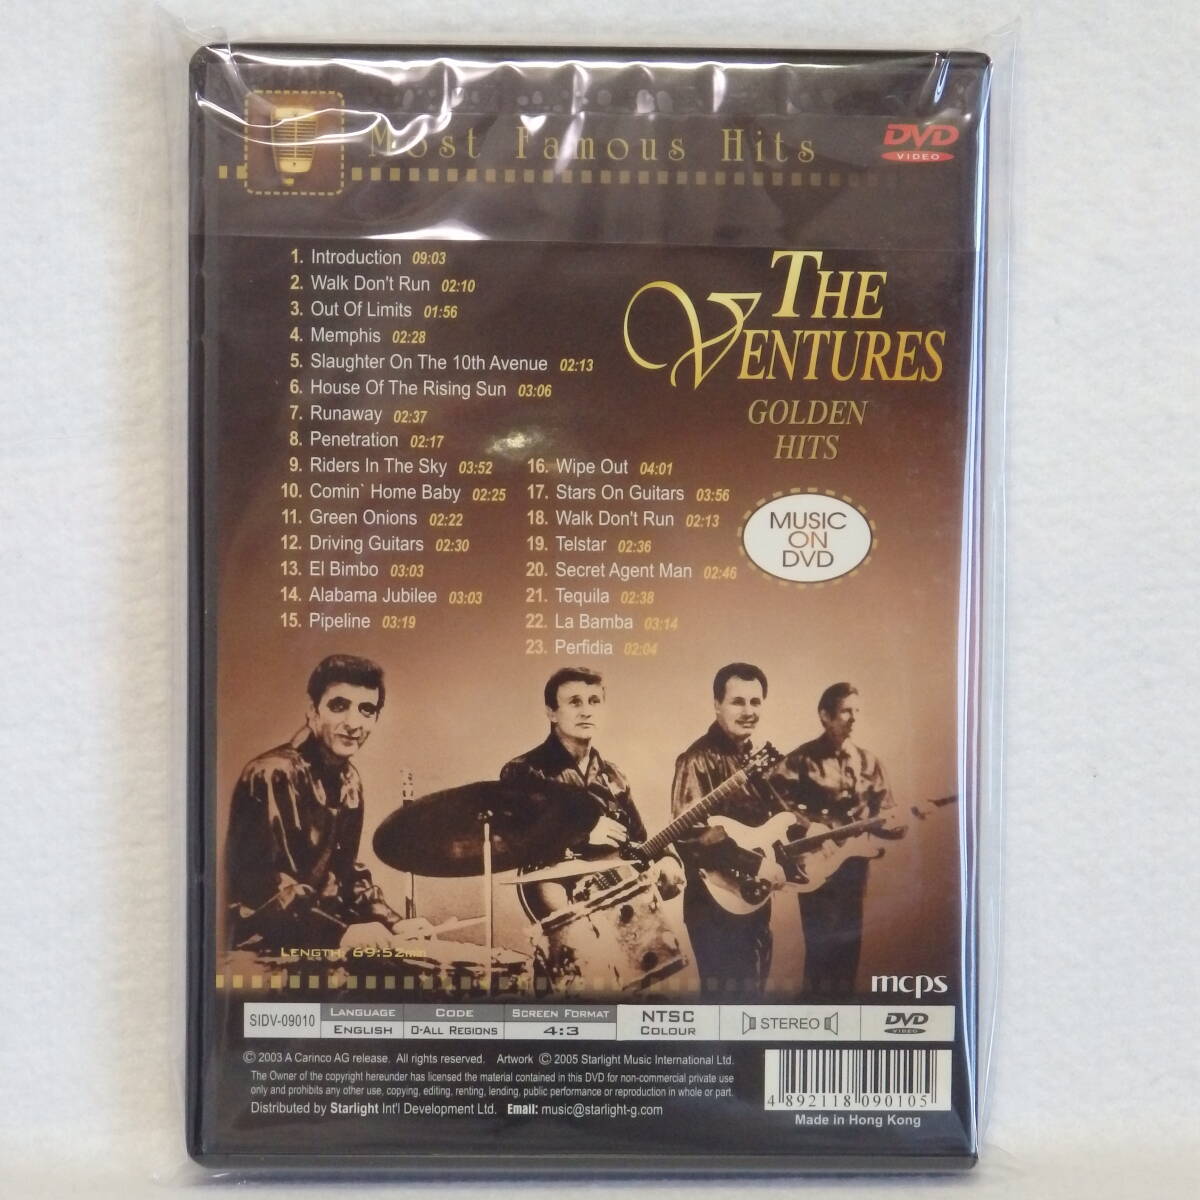 Most Famous Hits
DVD
VIDEO
THE
VENTURES
GOLDEN
HITS
MUSIC
ON
DVD
1. Introduction 09:03
2. Walk Don't Run 02:10
3. Out Of Limits 01:56
4. Memphis 02:28
5. Slaughter On The 10th Avenue 02:13
6. House Of The Rising Sun 03:06
7. Runaway 02:37
8. Penetration 02:17
9. Riders In The Sky 03:52
10. Comin` Home Baby 02:25
11. Green Onions 02:22
12. Driving Guitars 02:30
13. El Bimbo 03:03
14. Alabama Jubilee 03:03
15. Pipeline 03:19
16. Wipe Out 04:01
17. Stars On Guitars 03:56
18. Walk Don't Run 02:13
19. Telstar 02:36
20. Secret Agent Man 02:46
21. Tequila 02:38
22. La Bamba 03:14
23. Perfidia 02:04
LENGTH: 69:52min
mcps
SIDV-09010
LANGUAGE
ENGLISH
CODE
0-ALL REGIONS
SCREEN FORMAT
4:3
NTSC
COLOUR
STEREO
DVD
VIDEO
© 2003 A Carinco AG release. All rights reserved. Artwork © 2005 Starlight Music International Ltd.
The Owner of the copyright hereunder has licensed the material contained in this DVD for non-commercial private use
only and prohibits any other use, copying, editing, renting, lending, public performance or reproduction in whole or part.
Distributed by Starlight Int'l Development Ltd. Email: music@starlight-g.com
4 892118 090105
Made in Hong Kong